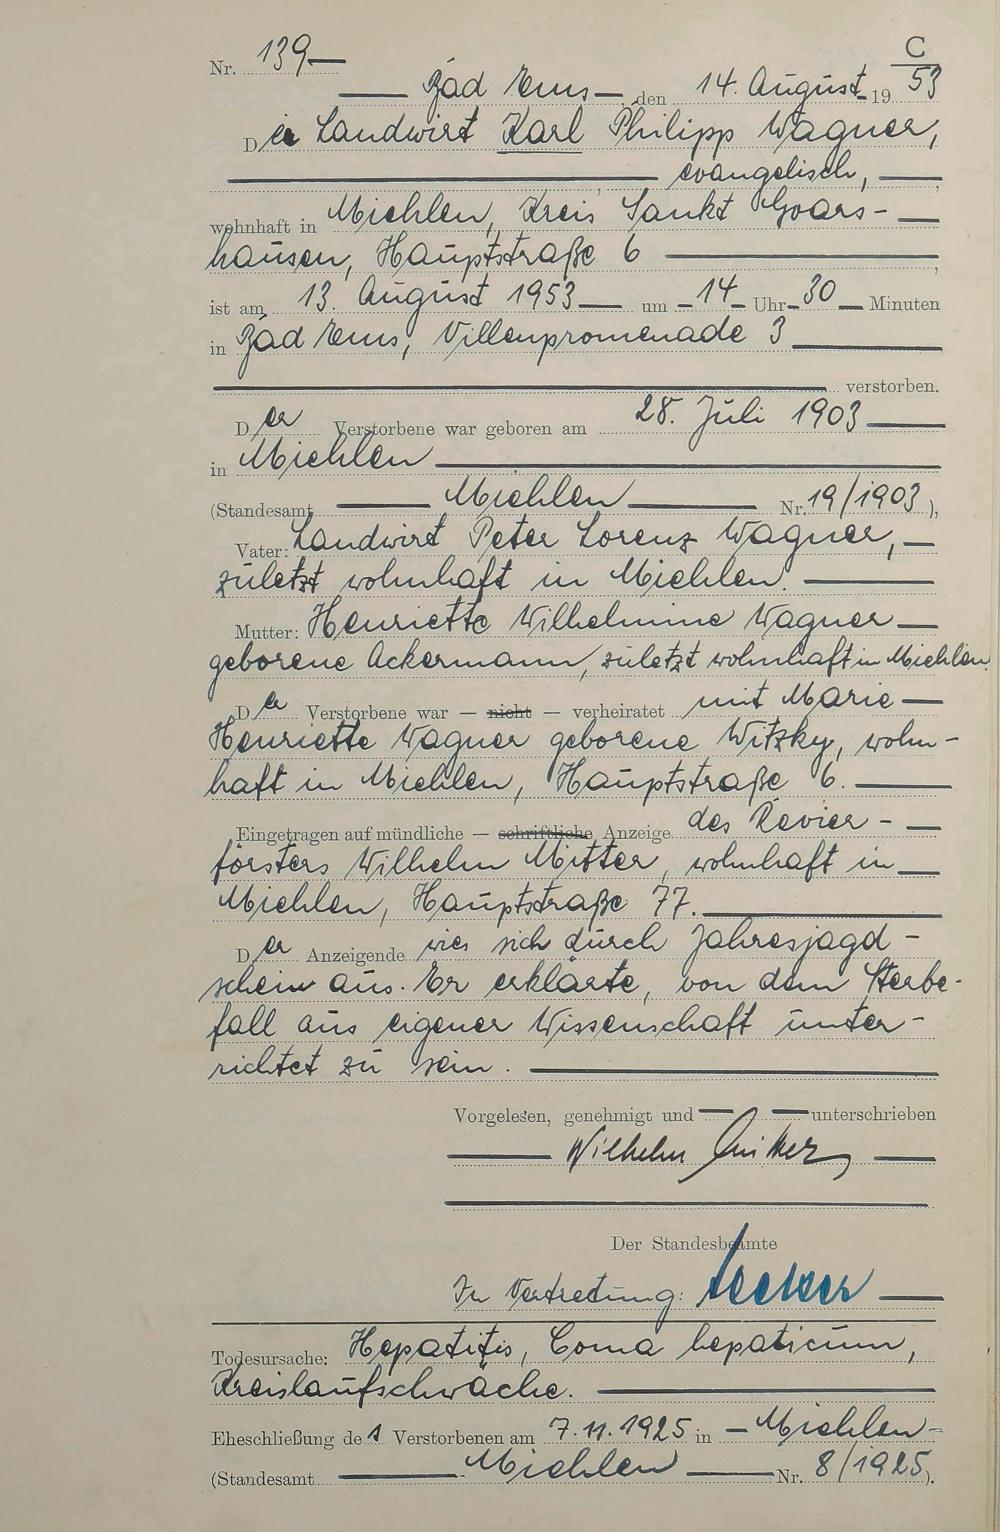 C
Nr. 139
Bad Ems den 14. August 19 53
Der Landwirt Karl Philipp Wagner,
evangelisch,
wohnhaft in Miehlen, Kreis Sankt Goars-
hausen, Hauptstraße 6
ist am 13. August 1953 um 14 Uhr 30 Minuten
in Bad Ems, Villenpromenade 3
verstorben.
Der Verstorbene war geboren am 28. Juli 1903
in Miehlen
(Standesamt Miehlen Nr. 19/1903),
Vater: Landwirt Peter Lorenz Wagner,
zuletzt wohnhaft in Miehlen.
Mutter: Henriette Wilhelmine Wagner
geborene Ackermann, zuletzt wohnhaft in Miehlen.
Der Verstorbene war — nicht — verheiratet mit Marie
Henriette Wagner geborene Witzky, wohn-
haft in Miehlen, Hauptstraße 6.
Eingetragen auf mündliche — schriftliche Anzeige des Revier-
försters Wilhelm Mitter, wohnhaft in
Miehlen, Hauptstraße 77.
Der Anzeigende wies sich durch Jahresjagd-
schein aus. Er erklärte, von dem Sterbe-
fall aus eigener Wissenschaft unter-
richtet zu sein.
Vorgelesen, genehmigt und unterschrieben
Wilhelm Mitter
Der Standesbeamte
In Vertretung:
Todesursache: Hepatitis, Coma hepaticum,
Kreislaufschwäche.
Eheschließung des Verstorbenen am 7.11.1925 in Miehlen
(Standesamt Miehlen Nr. 8/1925).